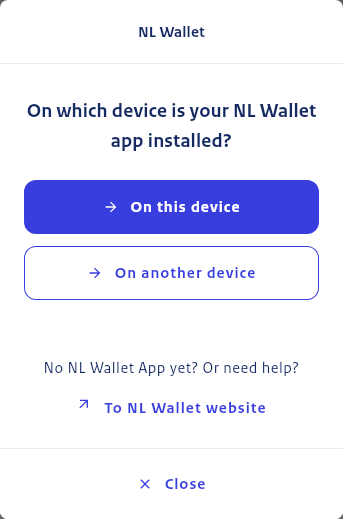 NL Wallet
On which device is your NL Wallet
app installed?
On this device
On another device
No NL Wallet App yet? Or need help?
To NL Wallet website
Close